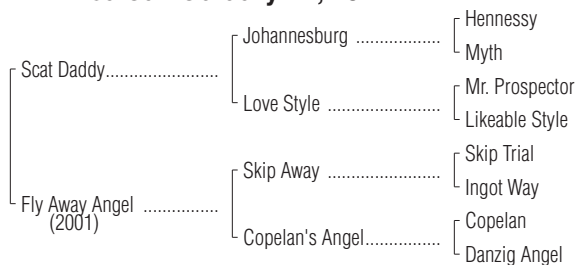 Scat Daddy
Johannesburg
Hennessy
Myth
Love Style
Mr. Prospector
Likeable Style
Fly Away Angel
(2001)
Skip Away
Skip Trial
Ingot Way
Copelan's Angel
Copelan
Danzig Angel